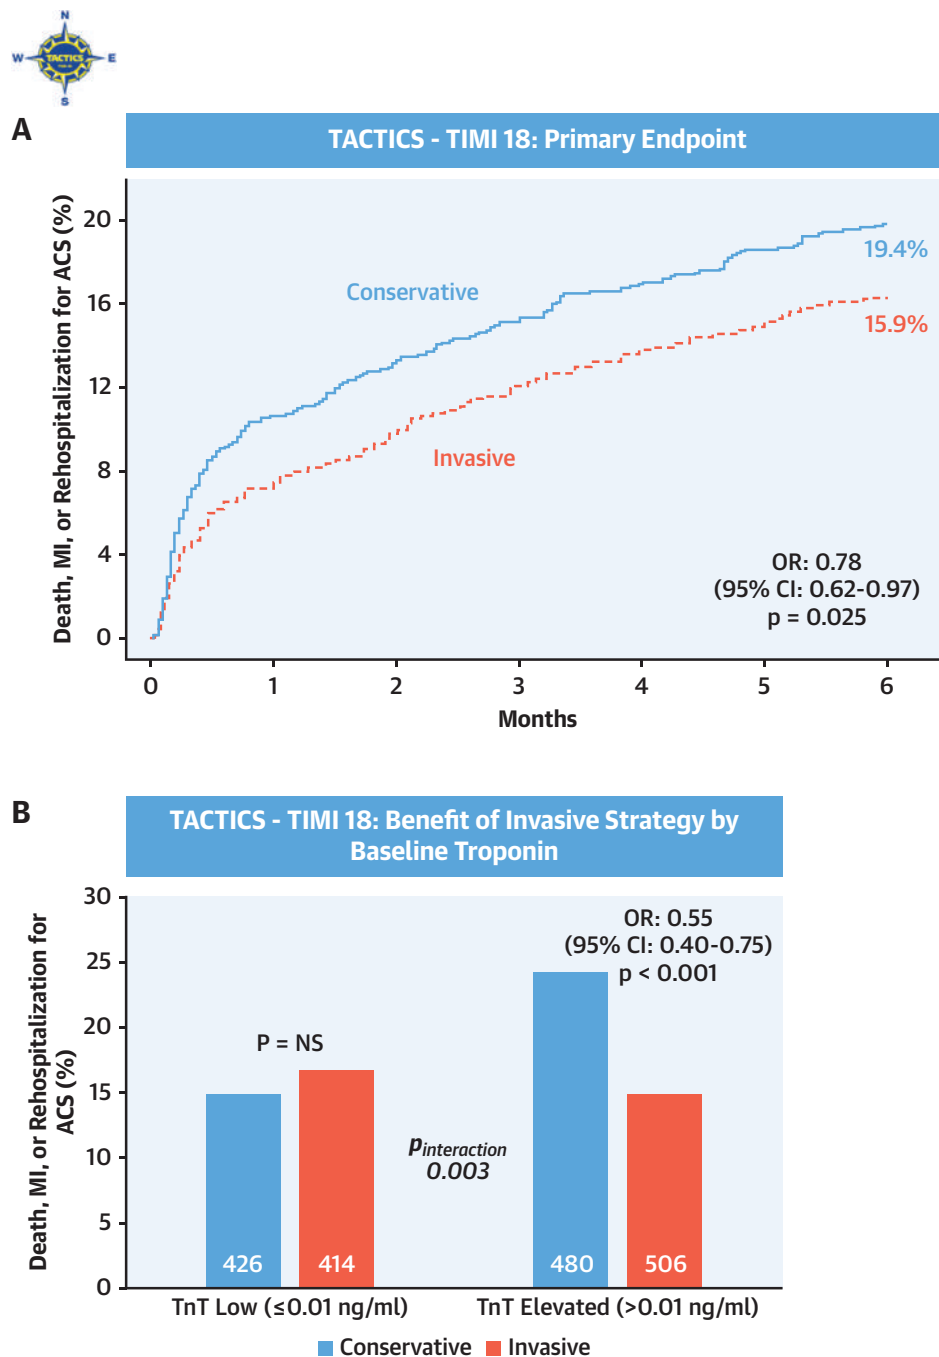 N
W TACTICS E
S
A
TACTICS - TIMI 18: Primary Endpoint
Death, MI, or Rehospitalization for ACS (%)
20
16
12
8
4
0
Conservative
Invasive
19.4%
15.9%
OR: 0.78
(95% CI: 0.62-0.97)
p = 0.025
0 1 2 3 4 5 6
Months
B
TACTICS - TIMI 18: Benefit of Invasive Strategy by
Baseline Troponin
Death, MI, or Rehospitalization for
ACS (%)
30
25
20
15
10
5
0
P = NS
pinteraction
0.003
OR: 0.55
(95% CI: 0.40-0.75)
p < 0.001
426 414 480 506
TnT Low (≤0.01 ng/ml) TnT Elevated (>0.01 ng/ml)
Conservative Invasive